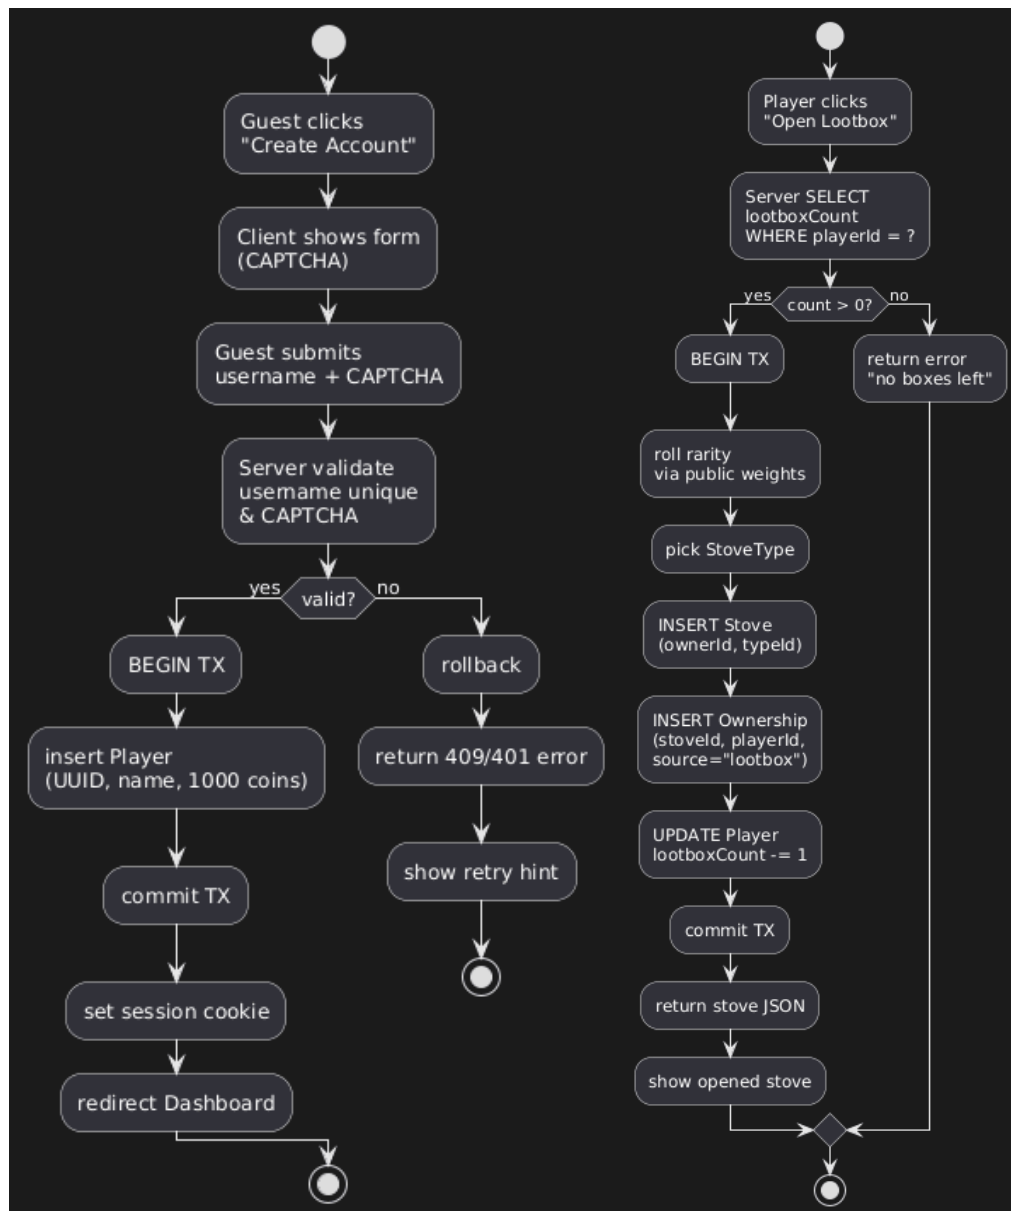 Guest clicks
"Create Account"
Client shows form
(CAPTCHA)
Guest submits
username + CAPTCHA
Server validate
username unique
& CAPTCHA
yes
valid?
no
BEGIN TX
insert Player
(UUID, name, 1000 coins)
commit TX
set session cookie
redirect Dashboard
rollback
return 409/401 error
show retry hint
Player clicks
"Open Lootbox"
Server SELECT
lootboxCount
WHERE playerId = ?
yes
count > 0?
no
BEGIN TX
roll rarity
via public weights
pick StoveType
INSERT Stove
(ownerId, typeId)
INSERT Ownership
(stoveId, playerId,
source="lootbox")
UPDATE Player
lootboxCount -= 1
commit TX
return stove JSON
show opened stove
return error
"no boxes left"